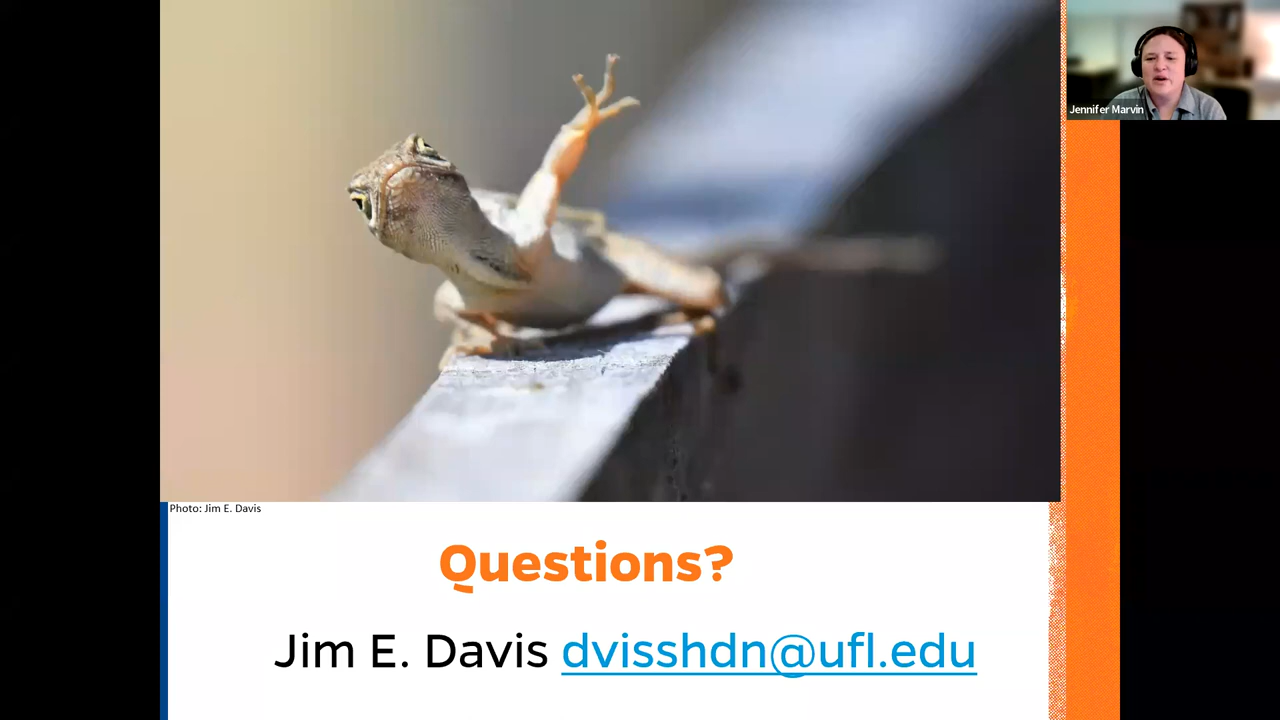 Jennifer Marvin
Photo: Jim E. Davis
Questions?
Jim E. Davis dvisshdn@ufl.edu